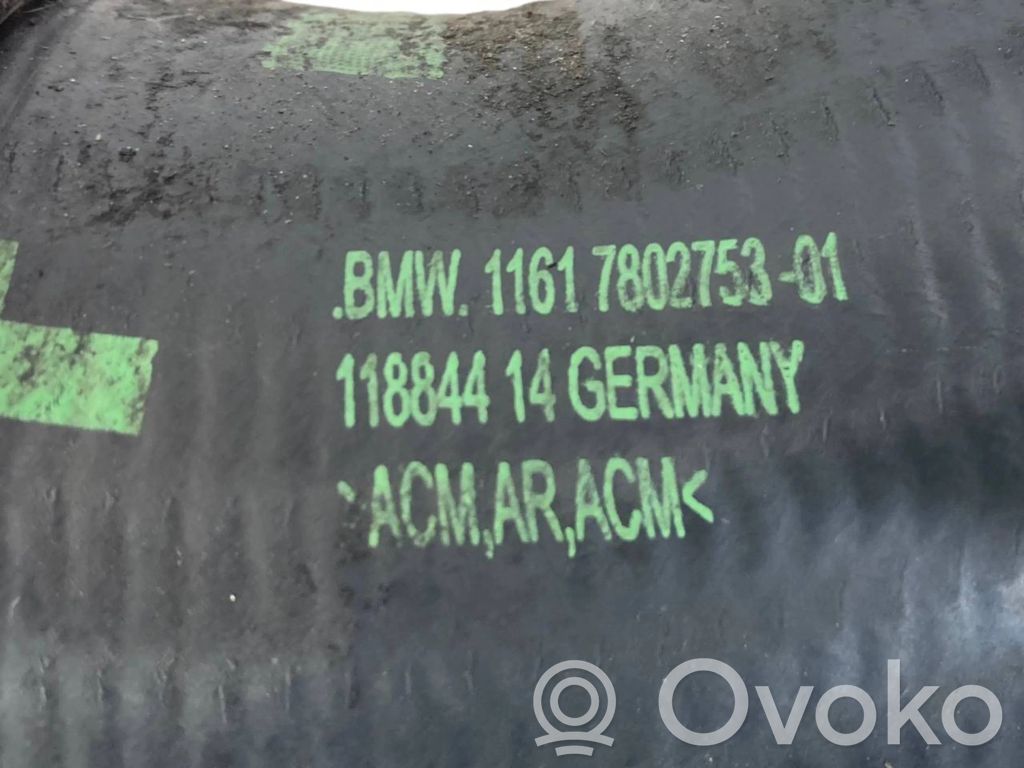 .BMW. 1161 7802753-01
118844 14 GERMANY
>ACM,AR,ACM<
Ovoko